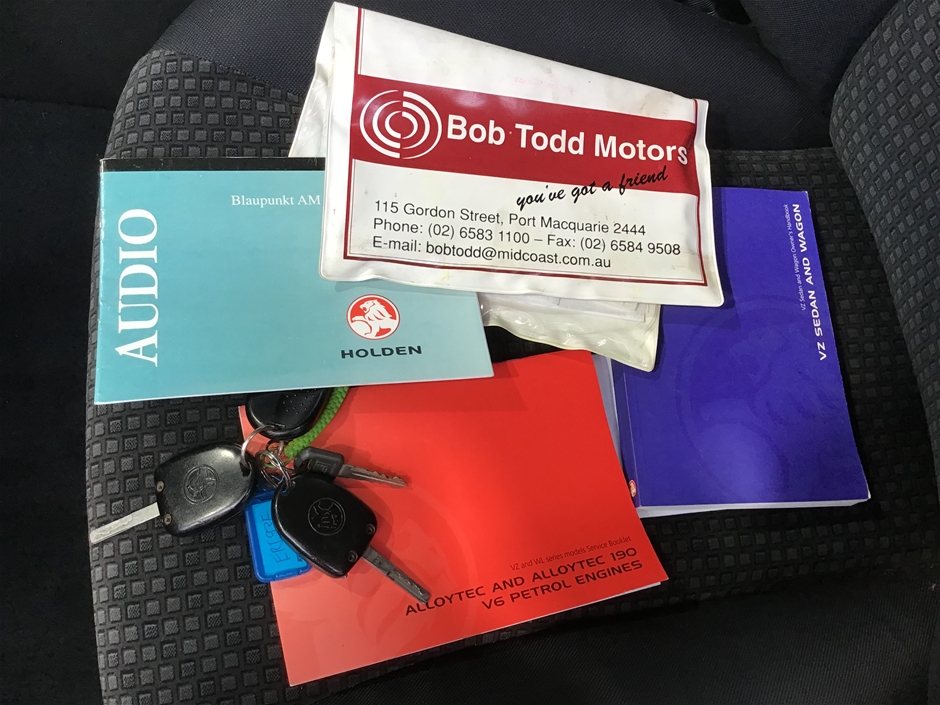 Bob Todd Motors
you've got a friend
115 Gordon Street, Port Macquarie 2444
Phone: (02) 6583 1100 – Fax: (02) 6584 9508
E-mail: bobtodd@midcoast.com.au
AUDIO
Blaupunkt AM
HOLDEN
VZ Sedan and Wagon Owner's Handbook
VZ SEDAN AND WAGON
VZ and WL series models Service Booklet
ALLOYTEC AND ALLOYTEC 190
V6 PETROL ENGINES